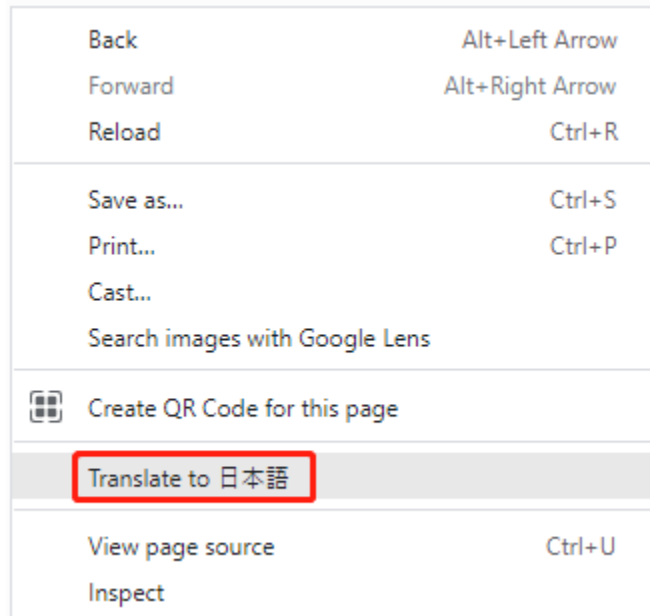 Back Alt+Left Arrow
Forward Alt+Right Arrow
Reload Ctrl+R
Save as... Ctrl+S
Print... Ctrl+P
Cast...
Search images with Google Lens
Create QR Code for this page
Translate to 日本語
View page source Ctrl+U
Inspect